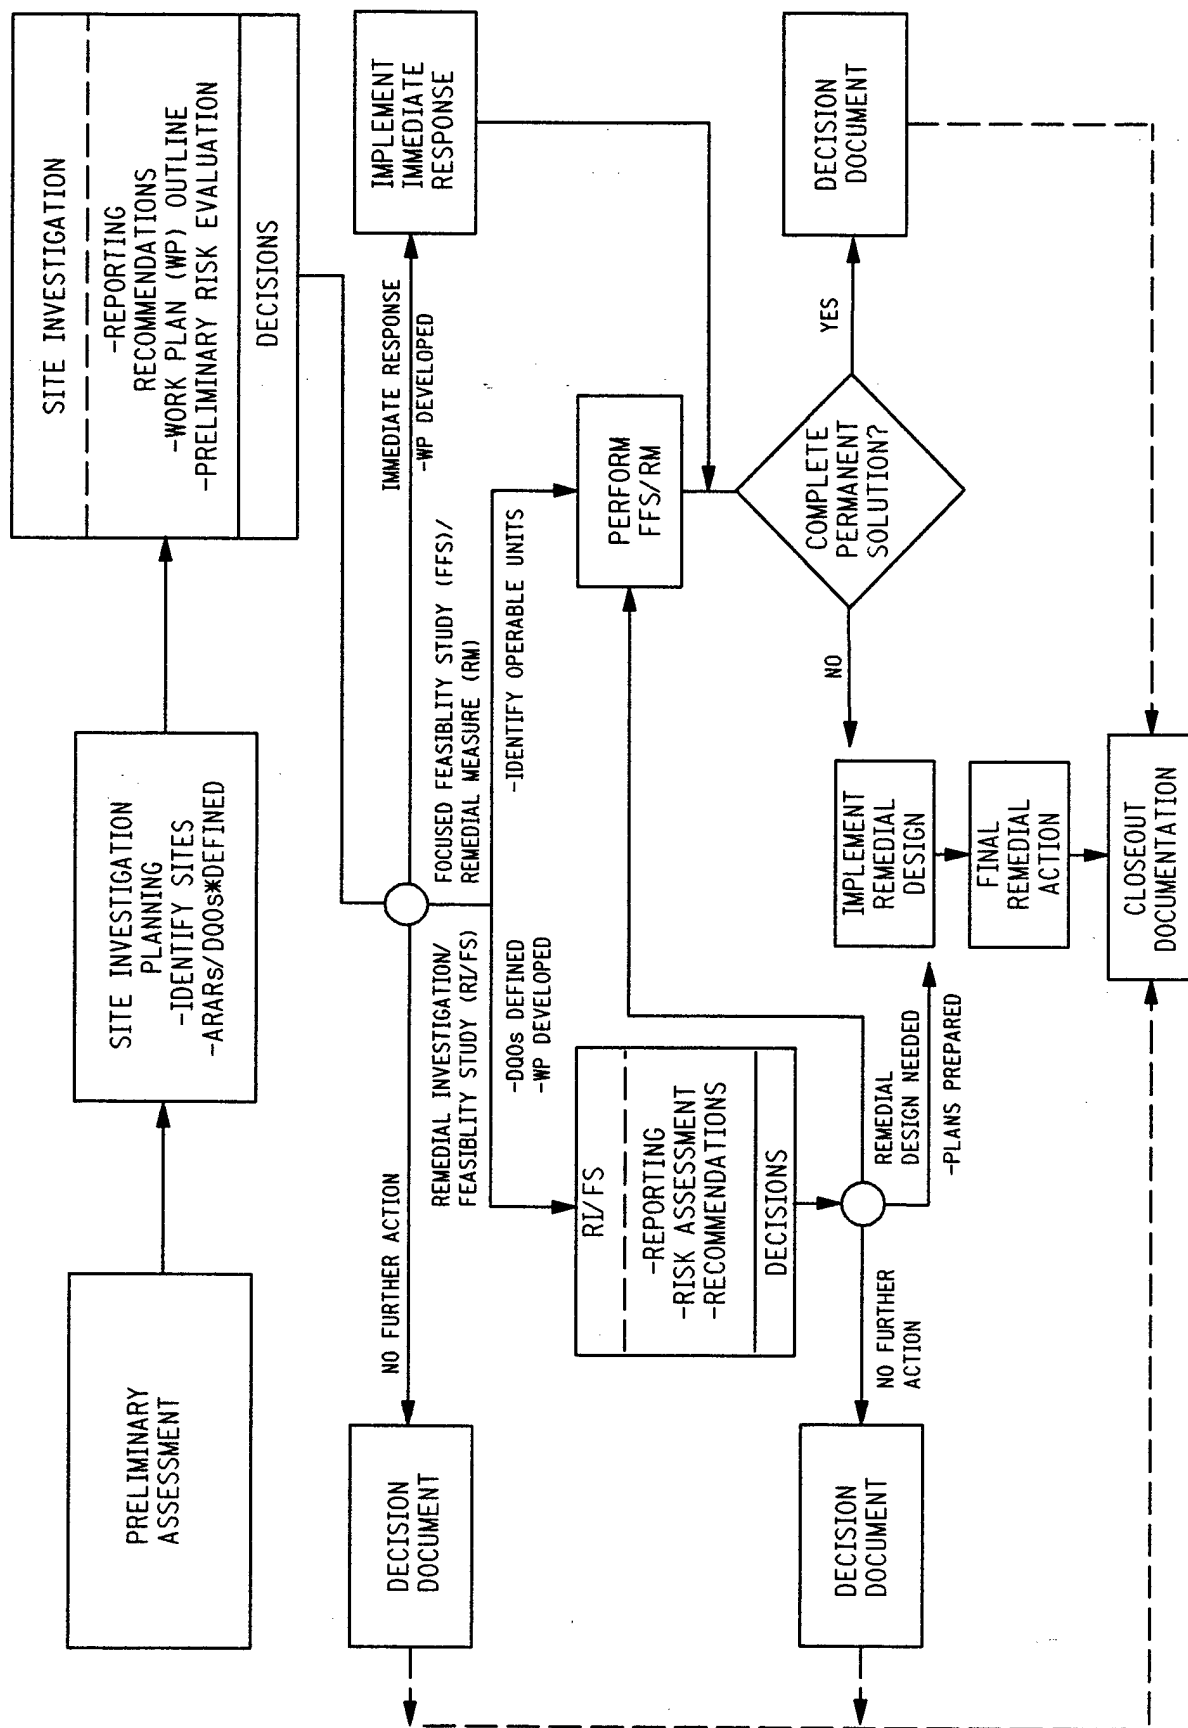 PRELIMINARY
ASSESSMENT
SITE INVESTIGATION
PLANNING
-IDENTIFY SITES
-ARARs/DQOs*DEFINED
SITE INVESTIGATION
-REPORTING
RECOMMENDATIONS
-WORK PLAN (WP) OUTLINE
-PRELIMINARY RISK EVALUATION
DECISIONS
NO FURTHER ACTION
IMMEDIATE RESPONSE
-WP DEVELOPED
DECISION
DOCUMENT
IMPLEMENT
IMMEDIATE
RESPONSE
REMEDIAL INVESTIGATION/
FEASIBLITY STUDY (RI/FS)
FOCUSED FEASIBLITY STUDY (FFS)/
REMEDIAL MEASURE (RM)
-DQOs DEFINED
-WP DEVELOPED
-IDENTIFY OPERABLE UNITS
RI/FS
-REPORTING
-RISK ASSESSMENT
-RECOMMENDATIONS
DECISIONS
PERFORM
FFS/RM
COMPLETE
PERMANENT
SOLUTION?
NO
YES
NO FURTHER
ACTION
REMEDIAL
DESIGN NEEDED
-PLANS PREPARED
DECISION
DOCUMENT
IMPLEMENT
REMEDIAL
DESIGN
DECISION
DOCUMENT
FINAL
REMEDIAL
ACTION
CLOSEOUT
DOCUMENTATION